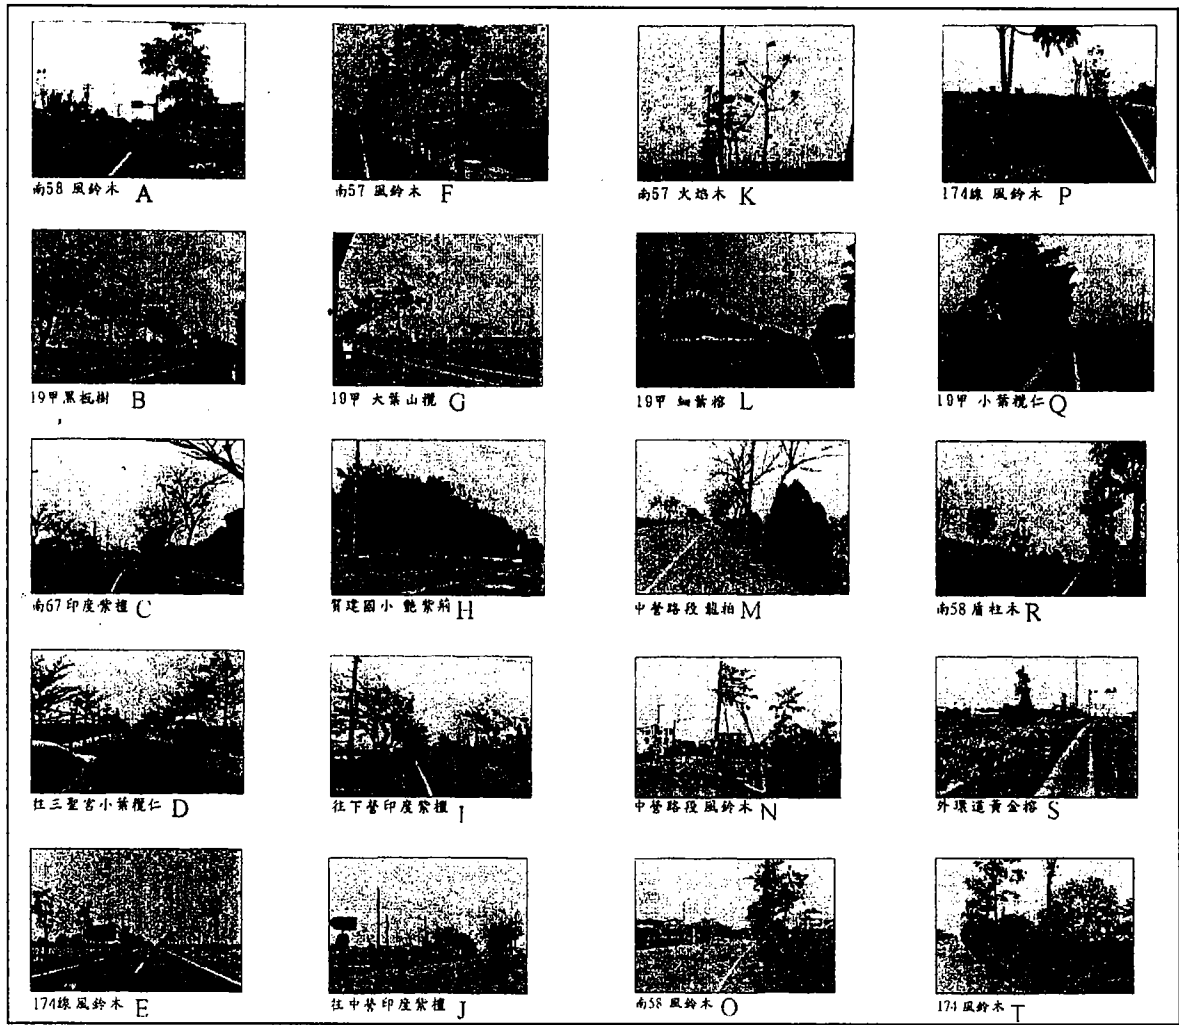 南58 風鈴木 A
南57 風鈴木 F
南57 火焰木 K
174線 風鈴木 P
19甲黑板樹 B
19甲 大葉山欖 G
19甲 細葉榕 L
19甲 小葉欖仁 Q
南67印度紫檀 C
賀建國小 艷紫荊 H
中營路段 龍柏 M
南58 盾柱木 R
往三聖宮小葉欖仁 D
往下營印度紫檀 I
中營路段風鈴木 N
外環道黃金榕 S
174線風鈴木 E
往中營印度紫檀 J
南58 風鈴木 O
174風鈴木 T